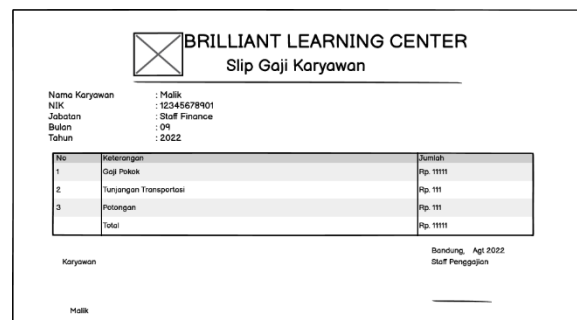 BRILLIANT LEARNING CENTER
Slip Gaji Karyawan
Nama Karyawan : Malik
NIK : 12345678901
Jabatan : Staff Finance
Bulan : 09
Tahun : 2022
No Keterangan Jumlah
1 Gaji Pokok Rp. 11111
2 Tunjangan Transportasi Rp. 111
3 Potongan Rp. 111
Total Rp. 11111
Bandung, Agt 2022
Karyawan Staff Penggajian
Malik